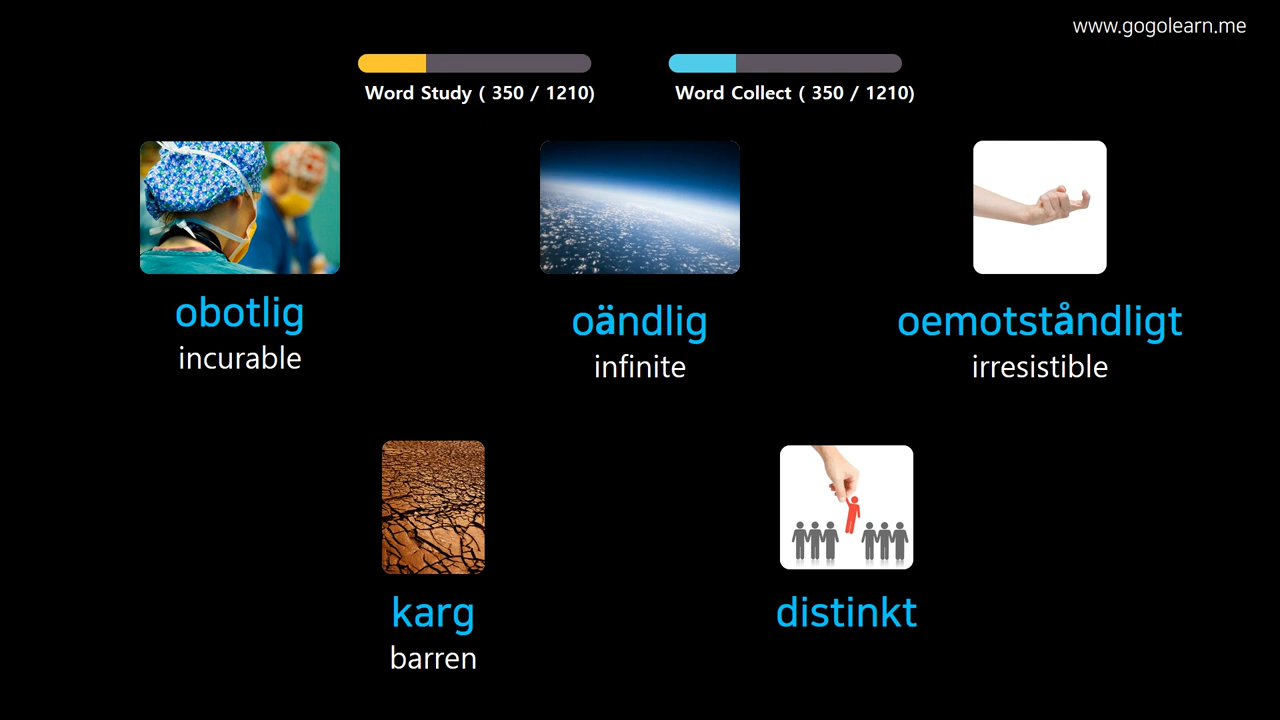 www.gogolearn.me
Word Study ( 350 / 1210)
Word Collect ( 350 / 1210)
obotlig
incurable
oändlig
infinite
oemotståndligt
irresistible
karg
barren
distinkt